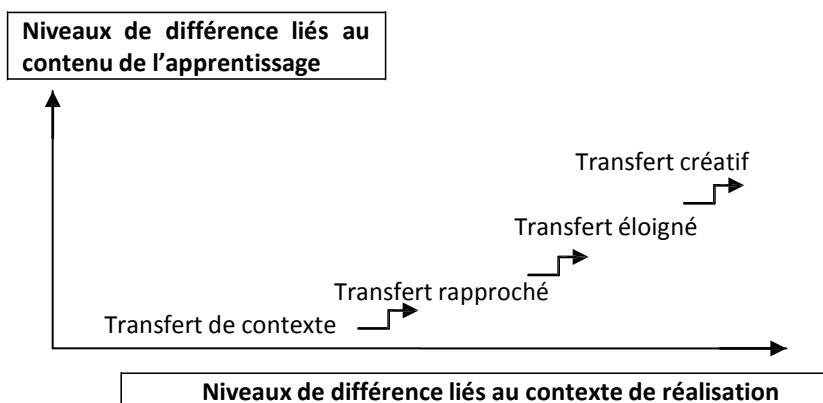 Niveaux de différence liés au
contenu de l’apprentissage
Transfert créatif
Transfert éloigné
Transfert rapproché
Transfert de contexte
Niveaux de différence liés au contexte de réalisation